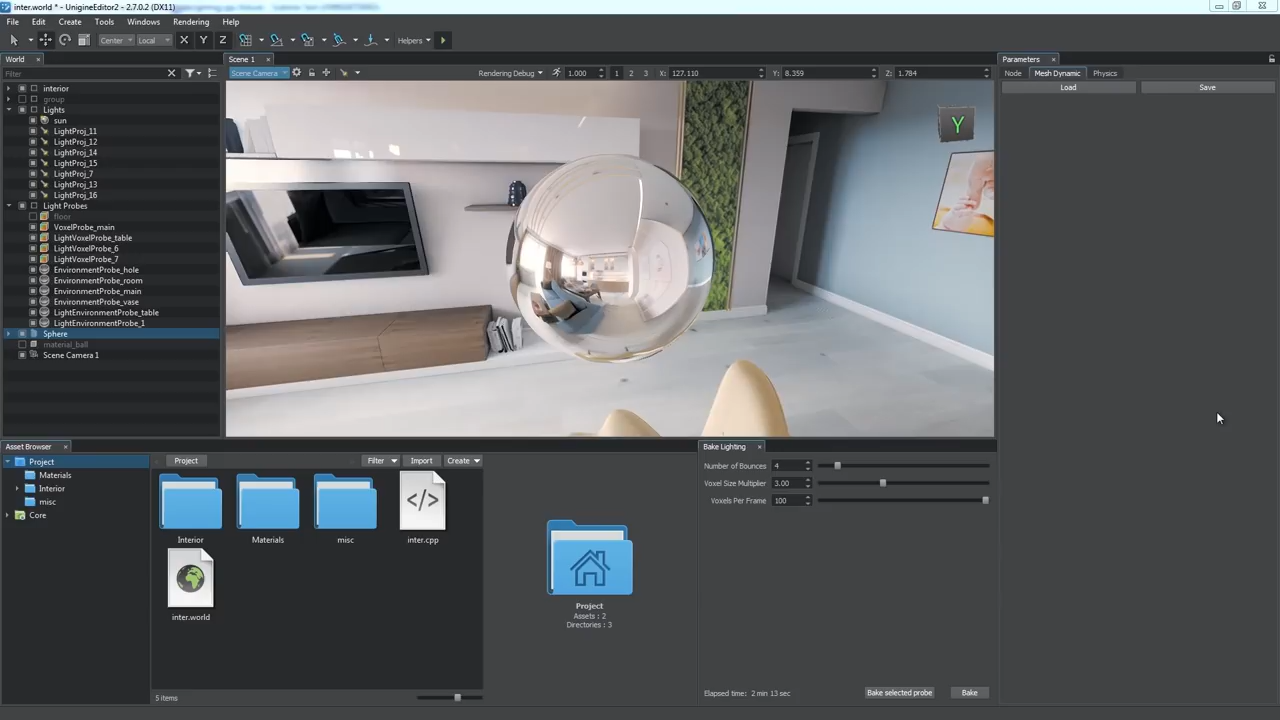 inter.world * - UnigineEditor2 - 2.7.0.2 (DX11)
File Edit Create Tools Windows Rendering Help
Center Local X Y Z Helpers
World Scene 1 Parameters
Filter Scene Camera Rendering Debug 1.000 1 2 3 X: 127.110 Y: 8.359 Z: 1.784 Node Mesh Dynamic Physics
Load Save
interior
group
Lights
sun
LightProj_11
LightProj_12
LightProj_14
LightProj_15
LightProj_7
LightProj_13
LightProj_16
Light Probes
floor
VoxelProbe_main
LightVoxelProbe_table
LightVoxelProbe_6
LightVoxelProbe_7
EnvironmentProbe_hole
EnvironmentProbe_room
EnvironmentProbe_main
EnvironmentProbe_vase
LightEnvironmentProbe_table
LightEnvironmentProbe_1
Sphere
material_ball
Scene Camera 1
Y
Asset Browser
Project
Materials
Interior
misc
Core
Project Filter Import Create
Interior Materials misc inter.cpp
inter.world
5 items
Project
Assets : 2
Directories : 3
Bake Lighting
Number of Bounces 4
Voxel Size Multiplier 3.00
Voxels Per Frame 100
Elapsed time: 2 min 13 sec Bake selected probe Bake